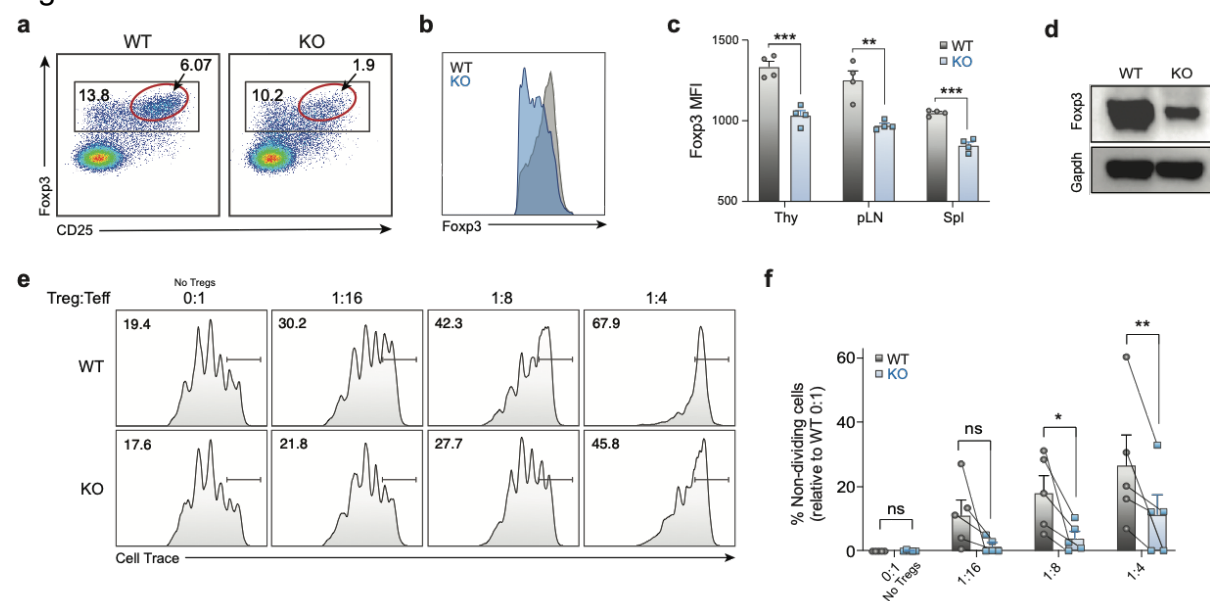 a
WT
KO
6.07
13.8
1.9
10.2
Foxp3
CD25
b
WT
KO
Foxp3
c
1500
1000
500
Foxp3 MFI
***
**
***
WT
KO
Thy
pLN
Spl
d
WT
KO
Foxp3
Gapdh
e
Treg:Teff
No Tregs
0:1
1:16
1:8
1:4
WT
19.4
30.2
42.3
67.9
KO
17.6
21.8
27.7
45.8
Cell Trace
f
% Non-dividing cells
(relative to WT 0:1)
60
40
20
0
WT
KO
ns
ns
*
**
0:1
No Tregs
1:16
1:8
1:4